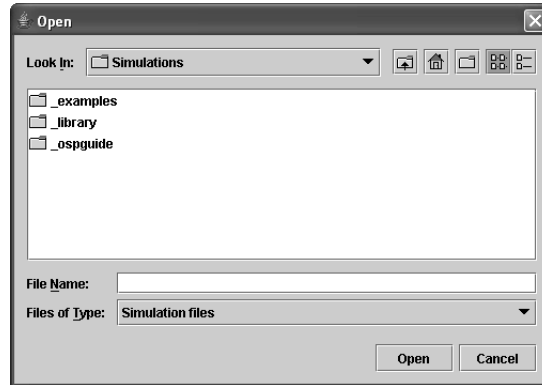 Open
Look In: Simulations
_examples
_library
_ospguide
File Name:
Files of Type: Simulation files
Open Cancel